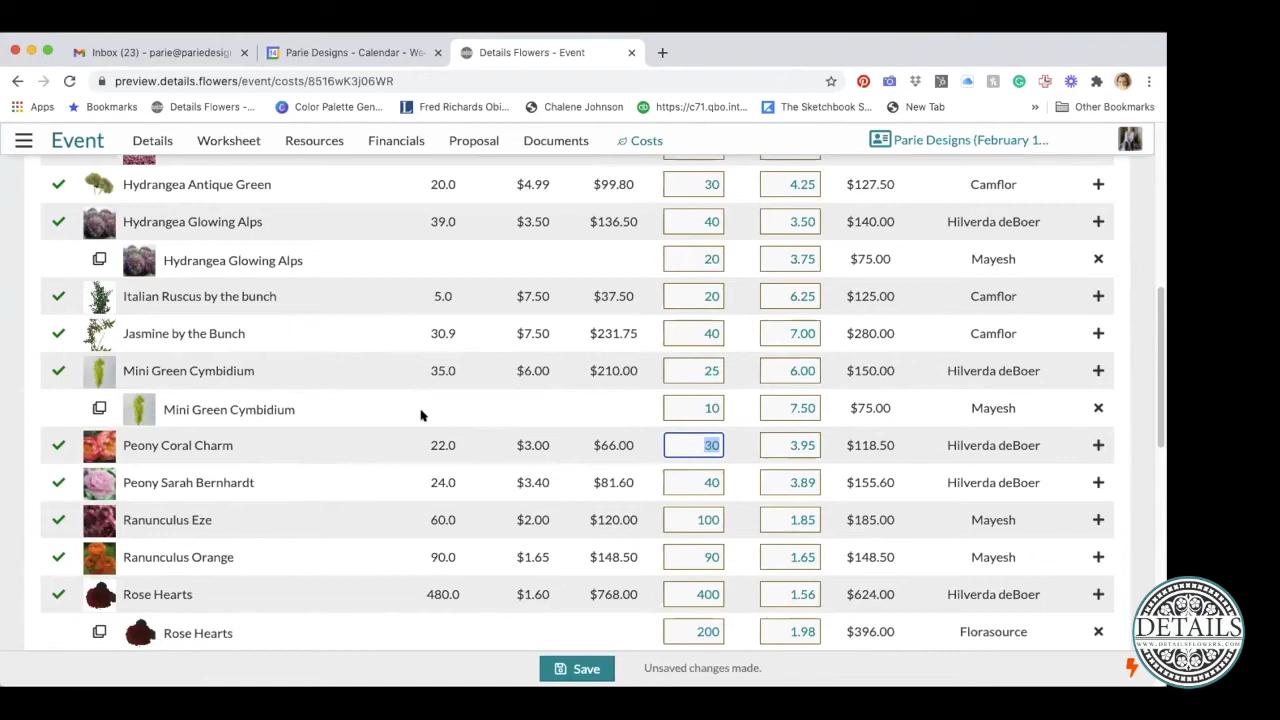 Inbox (23) - parie@pariedesig
Parie Designs - Calendar - We
Details Flowers - Event
preview.details.flowers/event/costs/8516wK3j06WR
Apps Bookmarks Details Flowers -... Color Palette Gen... Fred Richards Obi... Chalene Johnson https://c71.qbo.int... The Sketchbook S... New Tab » Other Bookmarks
Event Details Worksheet Resources Financials Proposal Documents Costs Parie Designs (February 1...
Hydrangea Antique Green 20.0 $4.99 $99.80 30 4.25 $127.50 Camflor
Hydrangea Glowing Alps 39.0 $3.50 $136.50 40 3.50 $140.00 Hilverda deBoer
Hydrangea Glowing Alps 20 3.75 $75.00 Mayesh
Italian Ruscus by the bunch 5.0 $7.50 $37.50 20 6.25 $125.00 Camflor
Jasmine by the Bunch 30.9 $7.50 $231.75 40 7.00 $280.00 Camflor
Mini Green Cymbidium 35.0 $6.00 $210.00 25 6.00 $150.00 Hilverda deBoer
Mini Green Cymbidium 10 7.50 $75.00 Mayesh
Peony Coral Charm 22.0 $3.00 $66.00 30 3.95 $118.50 Hilverda deBoer
Peony Sarah Bernhardt 24.0 $3.40 $81.60 40 3.89 $155.60 Hilverda deBoer
Ranunculus Eze 60.0 $2.00 $120.00 100 1.85 $185.00 Mayesh
Ranunculus Orange 90.0 $1.65 $148.50 90 1.65 $148.50 Mayesh
Rose Hearts 480.0 $1.60 $768.00 400 1.56 $624.00 Hilverda deBoer
Rose Hearts 200 1.98 $396.00 Florasource
Save Unsaved changes made.
DETAILS
WWW.DETAILSFLOWERS.COM